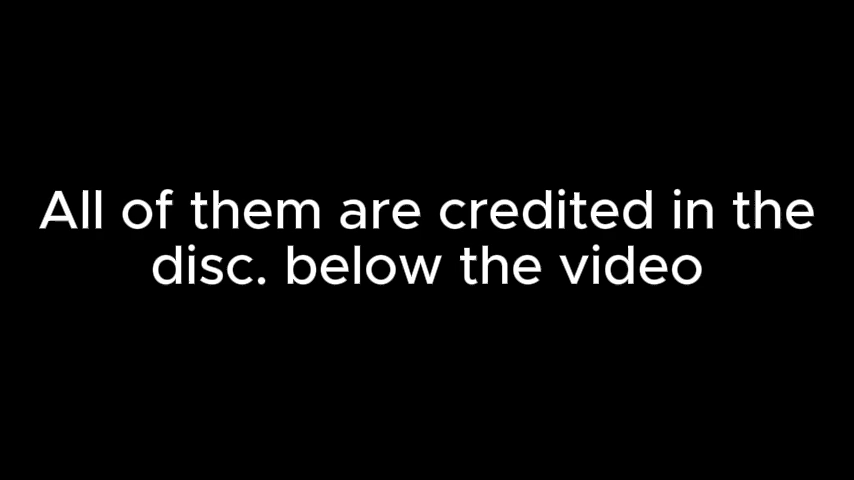 All of them are credited in the
disc. below the video